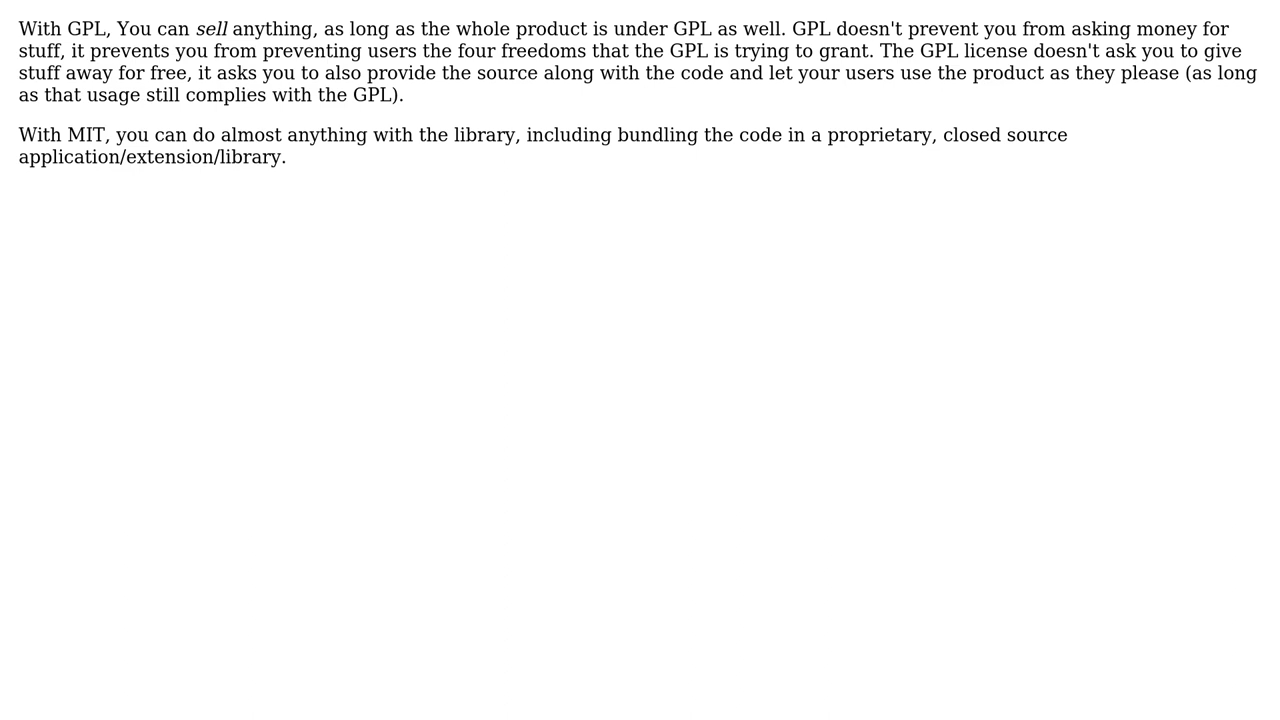 With GPL, You can sell anything, as long as the whole product is under GPL as well. GPL doesn't prevent you from asking money for
stuff, it prevents you from preventing users the four freedoms that the GPL is trying to grant. The GPL license doesn't ask you to give
stuff away for free, it asks you to also provide the source along with the code and let your users use the product as they please (as long
as that usage still complies with the GPL).
With MIT, you can do almost anything with the library, including bundling the code in a proprietary, closed source
application/extension/library.